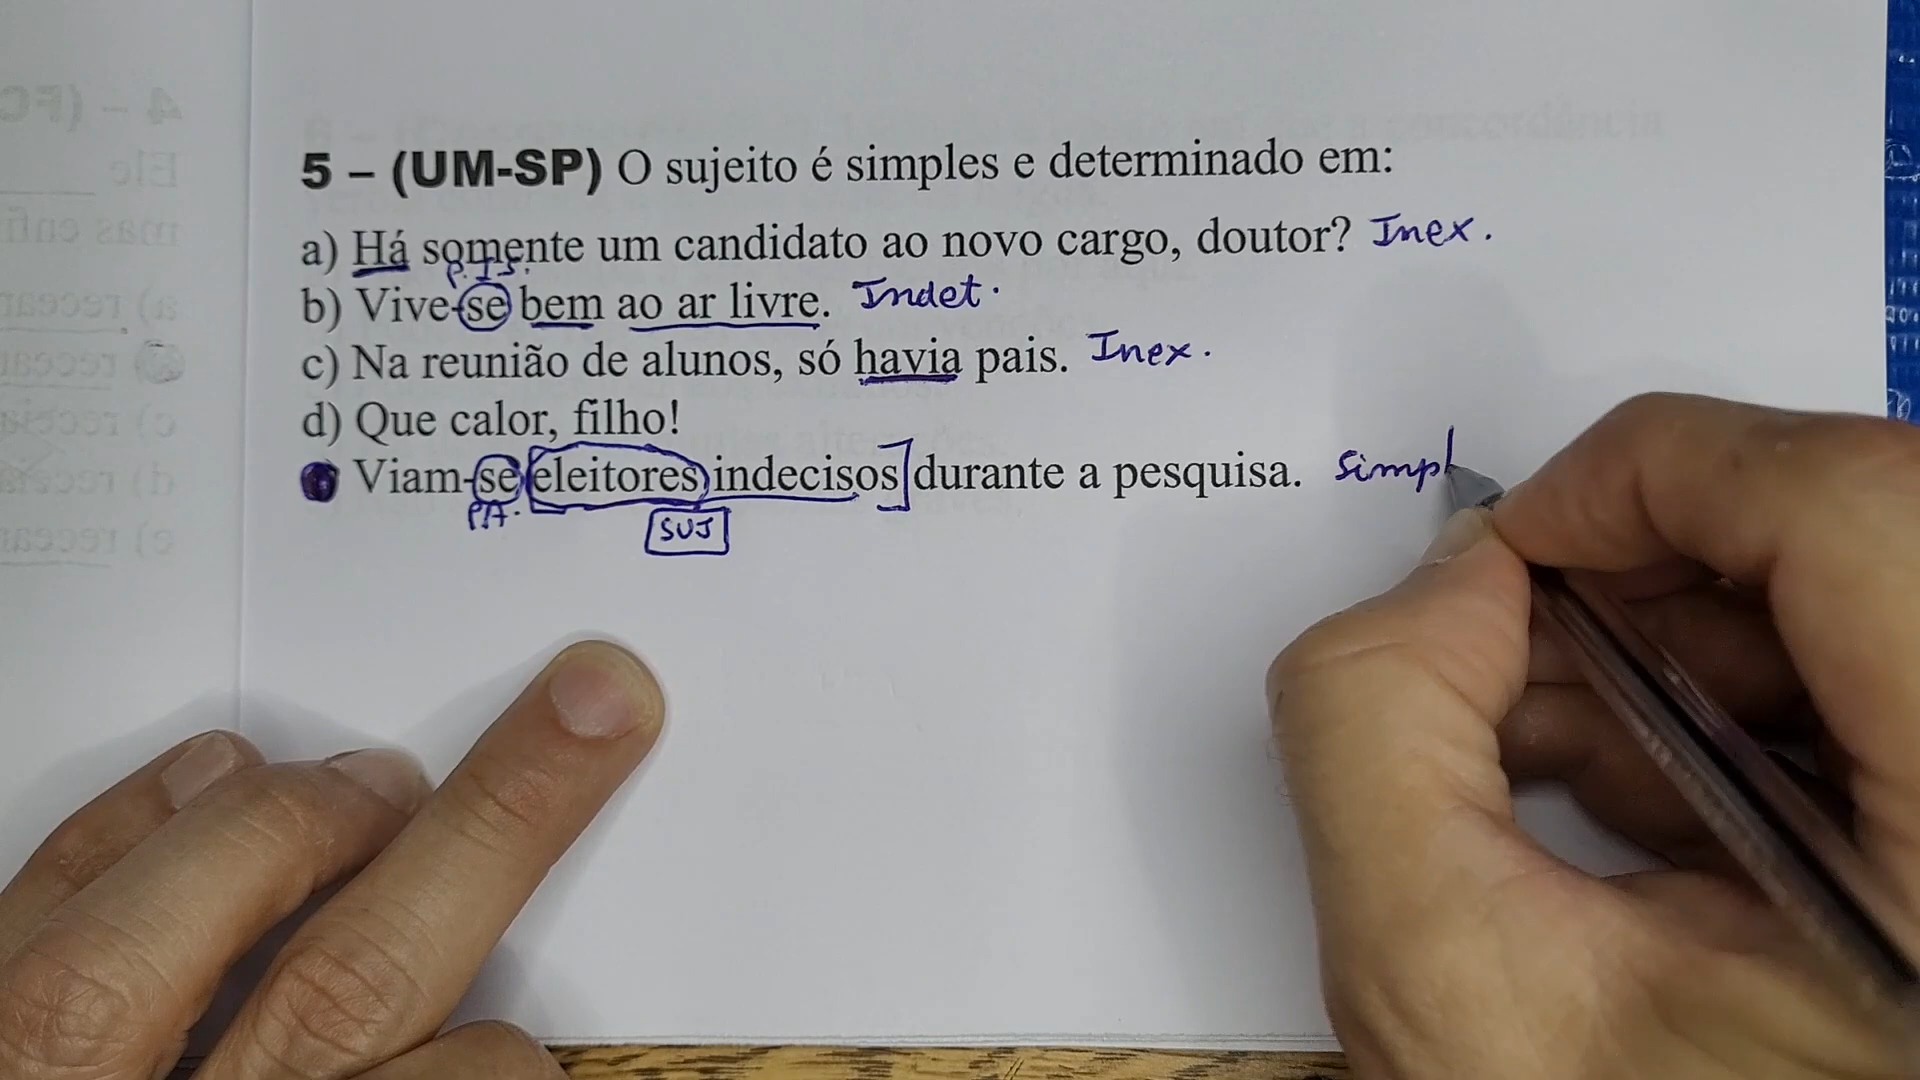 5 – (UM-SP) O sujeito é simples e determinado em:
a) Há somente um candidato ao novo cargo, doutor? Inex.
P.I.S.
b) Vive-se bem ao ar livre. Indet.
c) Na reunião de alunos, só havia pais. Inex.
d) Que calor, filho!
Viam-se eleitores indecisos durante a pesquisa. simpl
PA.
SUJ